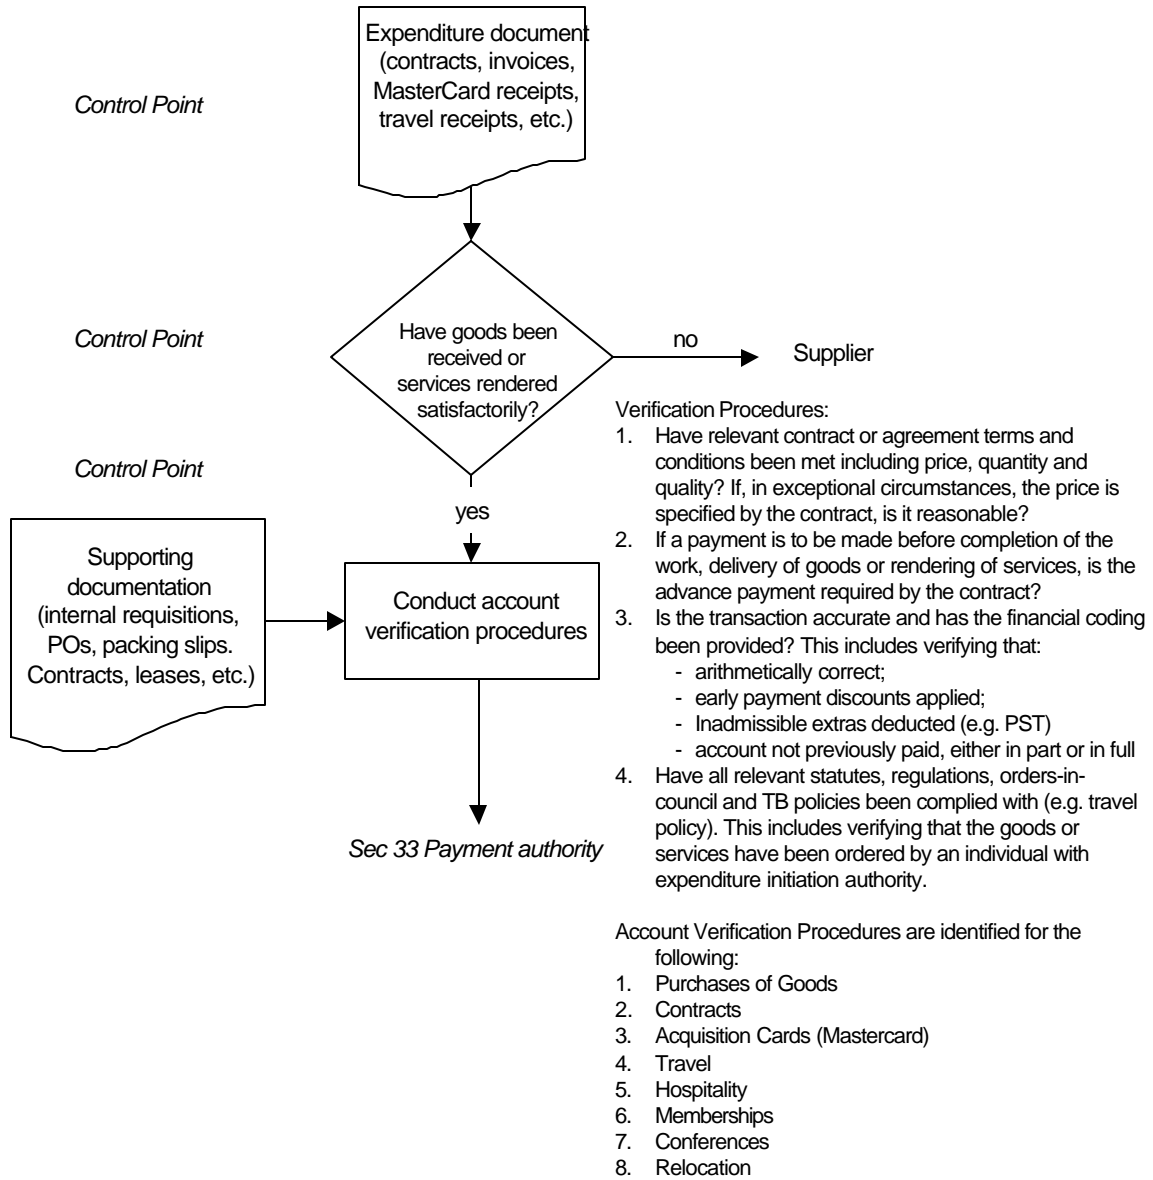 Expenditure document
(contracts, invoices,
MasterCard receipts,
travel receipts, etc.)
Control Point
Control Point
Have goods been
received or
services rendered
satisfactorily?
no
Supplier
Control Point
yes
Supporting
documentation
(internal requisitions,
POs, packing slips.
Contracts, leases, etc.)
Conduct account
verification procedures
Sec 33 Payment authority
Verification Procedures:
1. Have relevant contract or agreement terms and
conditions been met including price, quantity and
quality? If, in exceptional circumstances, the price is
specified by the contract, is it reasonable?
2. If a payment is to be made before completion of the
work, delivery of goods or rendering of services, is the
advance payment required by the contract?
3. Is the transaction accurate and has the financial coding
been provided? This includes verifying that:
- arithmetically correct;
- early payment discounts applied;
- Inadmissible extras deducted (e.g. PST)
- account not previously paid, either in part or in full
4. Have all relevant statutes, regulations, orders-in-
council and TB policies been complied with (e.g. travel
policy). This includes verifying that the goods or
services have been ordered by an individual with
expenditure initiation authority.
Account Verification Procedures are identified for the
following:
1. Purchases of Goods
2. Contracts
3. Acquisition Cards (Mastercard)
4. Travel
5. Hospitality
6. Memberships
7. Conferences
8. Relocation